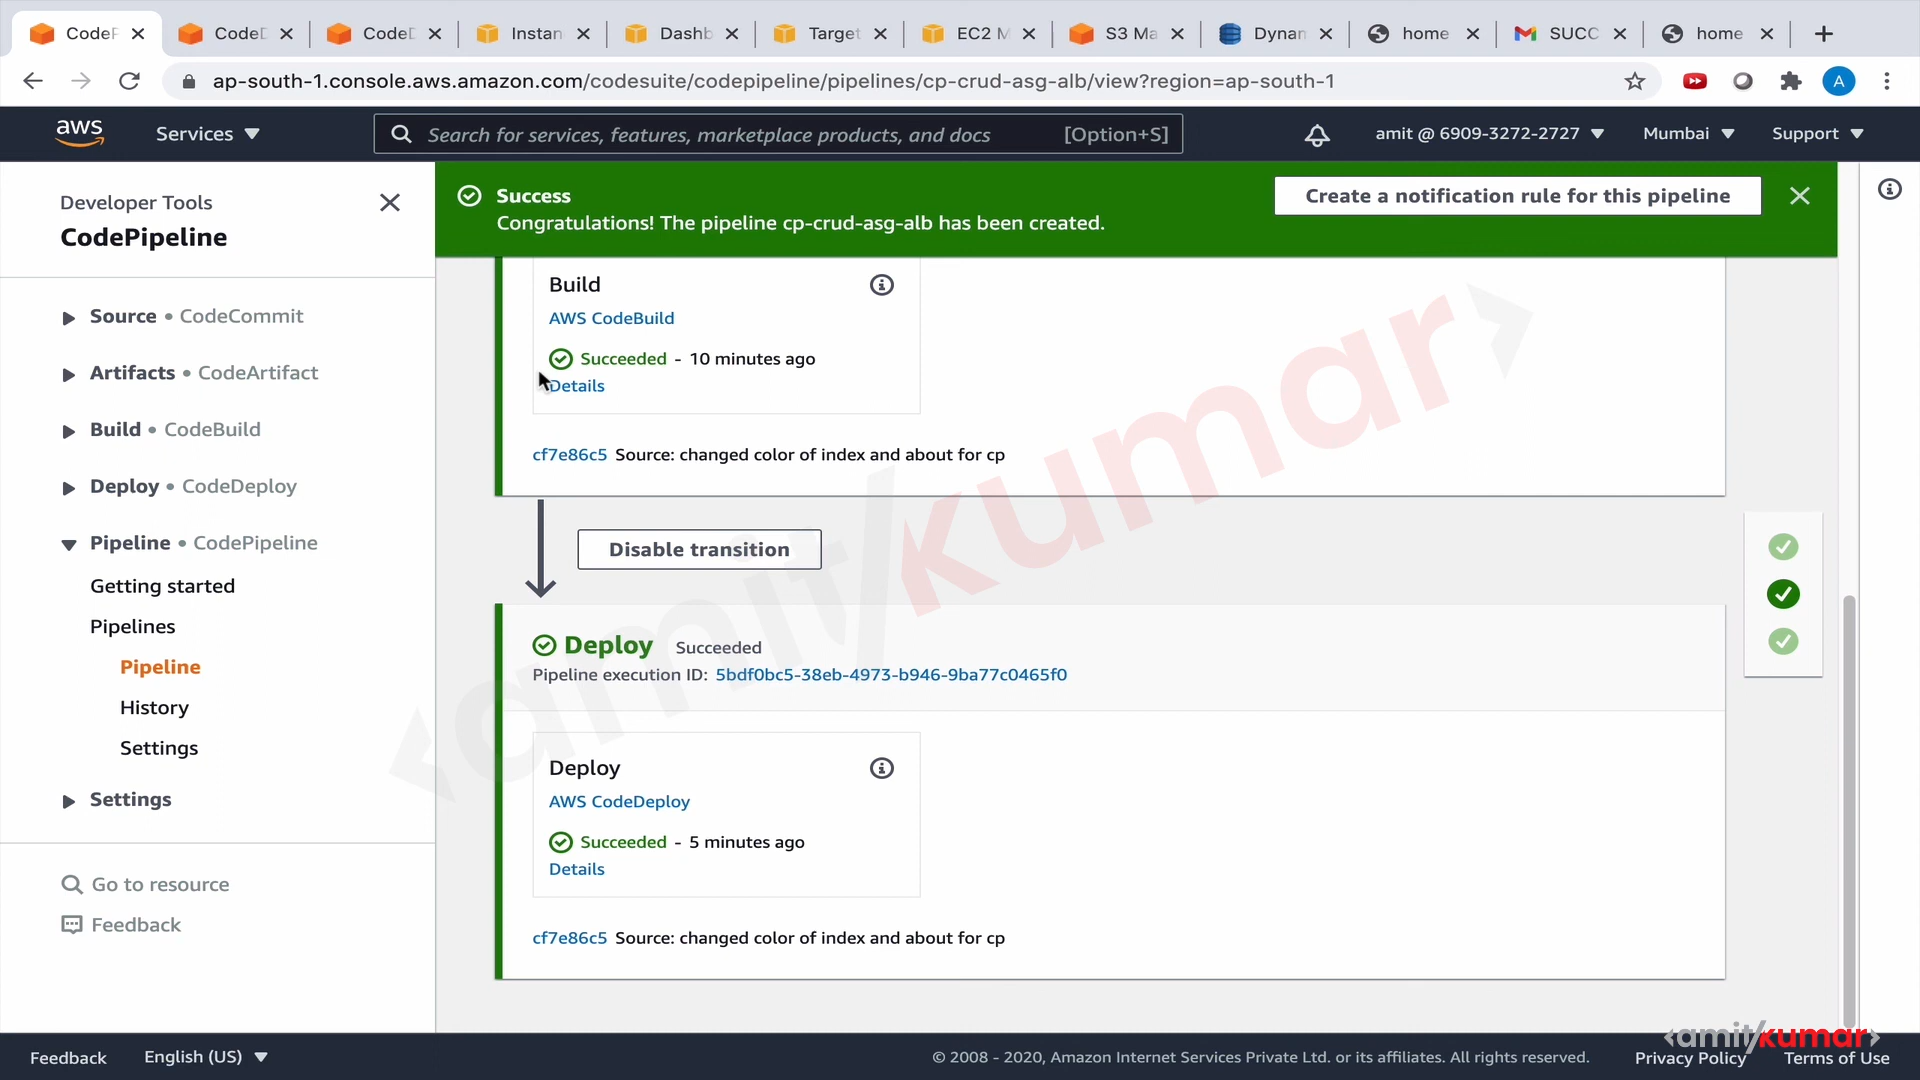 CodeP
CodeD
CodeD
Instan
Dashb
Target
EC2 M
S3 Ma
Dynan
home
SUCC
home
ap-south-1.console.aws.amazon.com/codesuite/codepipeline/pipelines/cp-crud-asg-alb/view?region=ap-south-1
A
aws
Services
Search for services, features, marketplace products, and docs
[Option+S]
amit @ 6909-3272-2727
Mumbai
Support
Developer Tools
CodePipeline
Source • CodeCommit
Artifacts • CodeArtifact
Build • CodeBuild
Deploy • CodeDeploy
Pipeline • CodePipeline
Getting started
Pipelines
Pipeline
History
Settings
Settings
Go to resource
Feedback
Success
Congratulations! The pipeline cp-crud-asg-alb has been created.
Create a notification rule for this pipeline
Build
AWS CodeBuild
Succeeded - 10 minutes ago
Details
cf7e86c5 Source: changed color of index and about for cp
Disable transition
Deploy Succeeded
Pipeline execution ID: 5bdf0bc5-38eb-4973-b946-9ba77c0465f0
Deploy
AWS CodeDeploy
Succeeded - 5 minutes ago
Details
cf7e86c5 Source: changed color of index and about for cp
<amit/kumar>
Feedback
English (US)
© 2008 - 2020, Amazon Internet Services Private Ltd. or its affiliates. All rights reserved.
Privacy Policy
Terms of Use
<amit/kumar>